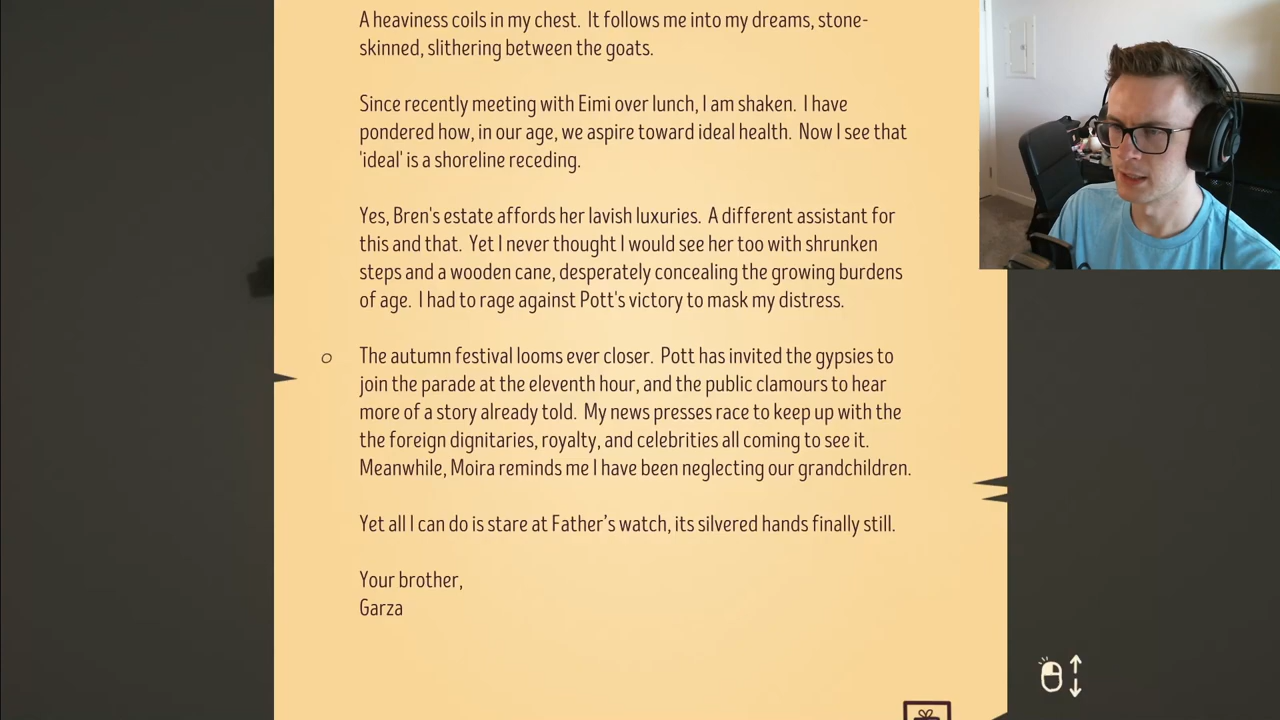 A heaviness coils in my chest. It follows me into my dreams, stone-
skinned, slithering between the goats.
Since recently meeting with Eimi over lunch, I am shaken. I have
pondered how, in our age, we aspire toward ideal health. Now I see that
'ideal' is a shoreline receding.
Yes, Bren's estate affords her lavish luxuries. A different assistant for
this and that. Yet I never thought I would see her too with shrunken
steps and a wooden cane, desperately concealing the growing burdens
of age. I had to rage against Pott's victory to mask my distress.
The autumn festival looms ever closer. Pott has invited the gypsies to
join the parade at the eleventh hour, and the public clamours to hear
more of a story already told. My news presses race to keep up with the
the foreign dignitaries, royalty, and celebrities all coming to see it.
Meanwhile, Moira reminds me I have been neglecting our grandchildren.
Yet all I can do is stare at Father’s watch, its silvered hands finally still.
Your brother,
Garza